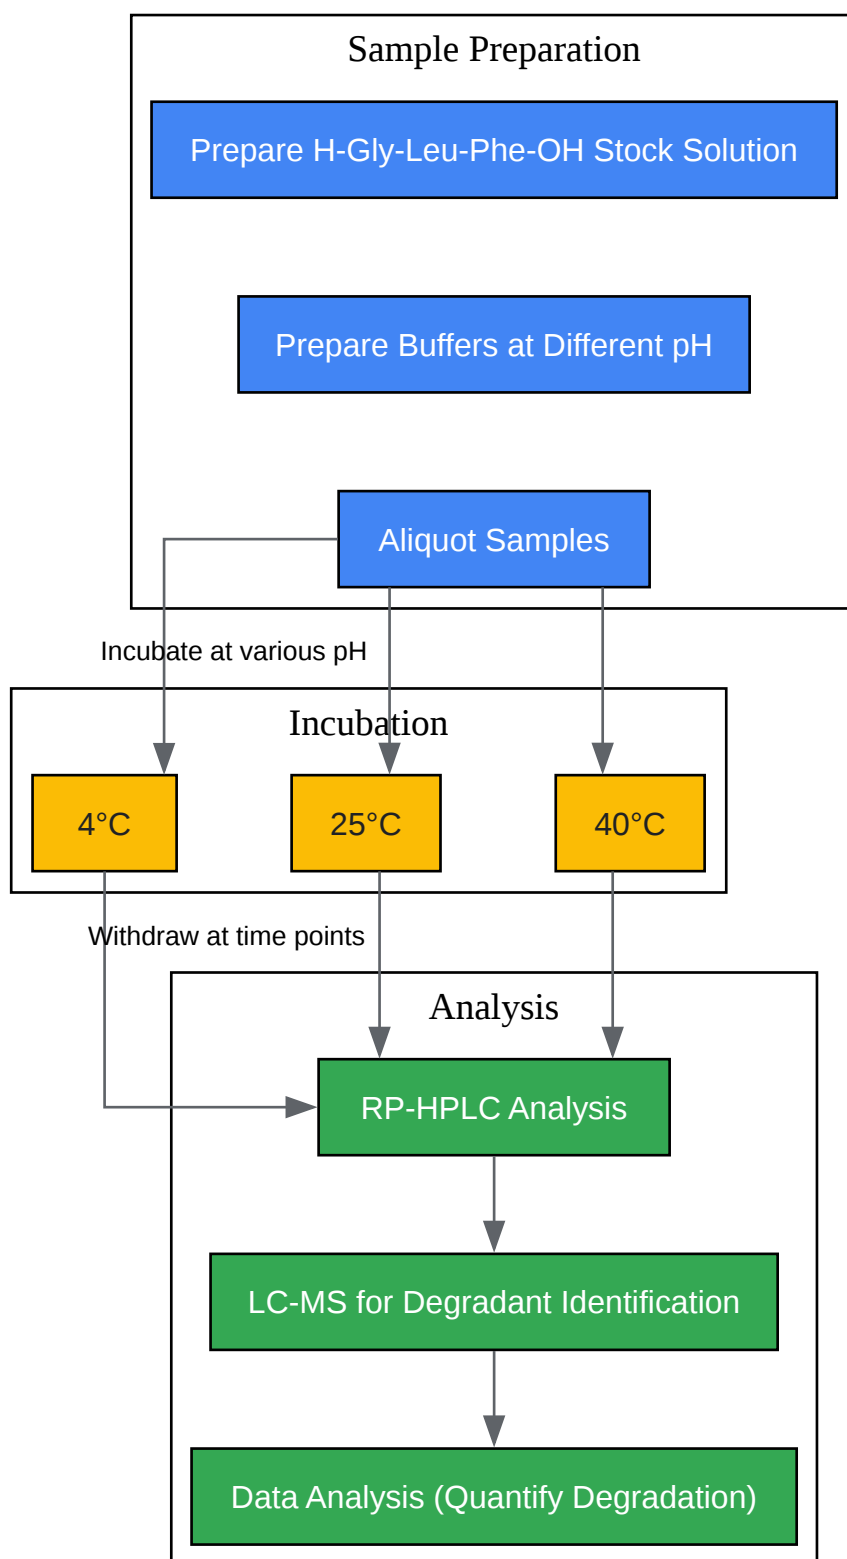 Sample Preparation
Prepare H-Gly-Leu-Phe-OH Stock Solution
Prepare Buffers at Different pH
Aliquot Samples
Incubate at various pH
Incubation
4°C
25°C
40°C
Withdraw at time points
Analysis
RP-HPLC Analysis
LC-MS for Degradant Identification
Data Analysis (Quantify Degradation)